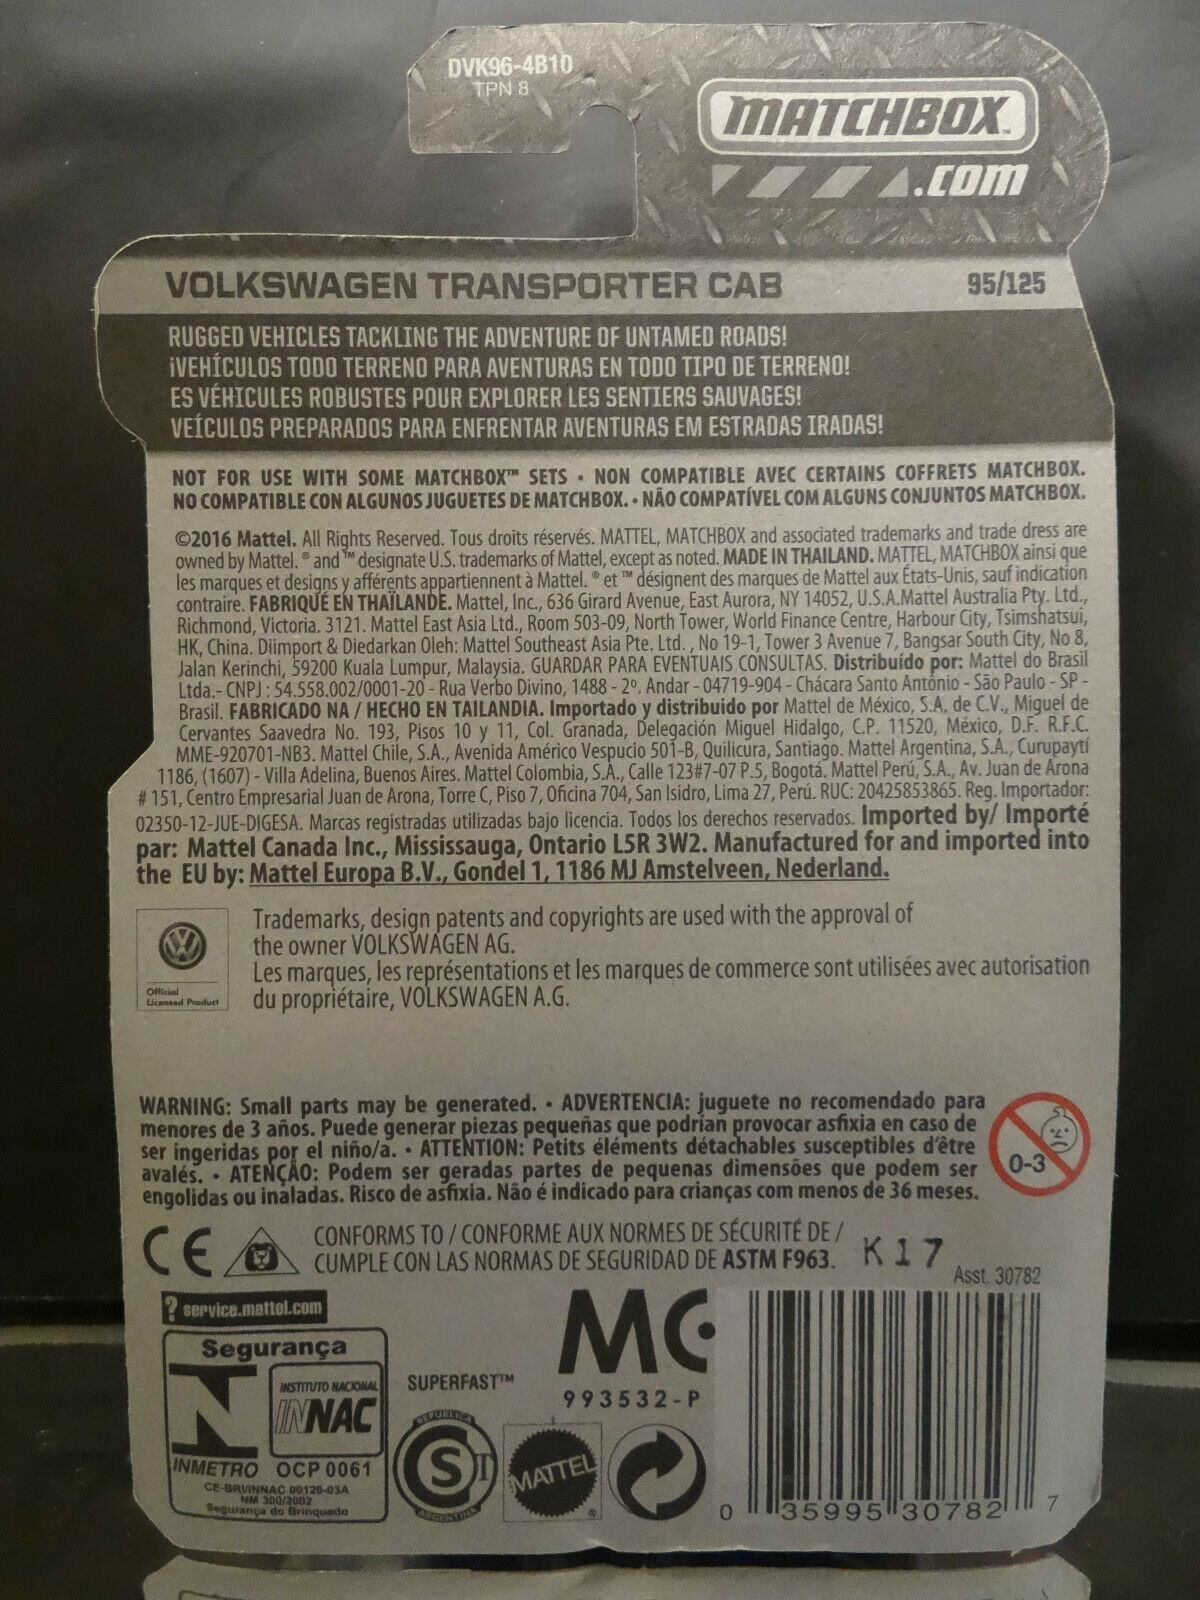 DVK96-4B10
TPN 8
MATCHBOX™
.com
VOLKSWAGEN TRANSPORTER CAB 95/125
RUGGED VEHICLES TACKLING THE ADVENTURE OF UNTAMED ROADS!
¡VEHÍCULOS TODO TERRENO PARA AVENTURAS EN TODO TIPO DE TERRENO!
ES VÉHICULES ROBUSTES POUR EXPLORER LES SENTIERS SAUVAGES!
VEÍCULOS PREPARADOS PARA ENFRENTAR AVENTURAS EM ESTRADAS IRADAS!
NOT FOR USE WITH SOME MATCHBOX™ SETS • NON COMPATIBLE AVEC CERTAINS COFFRETS MATCHBOX.
NO COMPATIBLE CON ALGUNOS JUGUETES DE MATCHBOX. • NÃO COMPATÍVEL COM ALGUNS CONJUNTOS MATCHBOX.
©2016 Mattel. All Rights Reserved. Tous droits réservés. MATTEL, MATCHBOX and associated trademarks and trade dress are
owned by Mattel. ® and ™ designate U.S. trademarks of Mattel, except as noted. MADE IN THAILAND. MATTEL, MATCHBOX ainsi que
les marques et designs y afférents appartiennent à Mattel. ® et ™ désignent des marques de Mattel aux États-Unis, sauf indication
contraire. FABRIQUÉ EN THAÏLANDE. Mattel, Inc., 636 Girard Avenue, East Aurora, NY 14052, U.S.A.Mattel Australia Pty. Ltd.,
Richmond, Victoria. 3121. Mattel East Asia Ltd., Room 503-09, North Tower, World Finance Centre, Harbour City, Tsimshatsui,
HK, China. Diimport & Diedarkan Oleh: Mattel Southeast Asia Pte. Ltd. , No 19-1, Tower 3 Avenue 7, Bangsar South City, No 8,
Jalan Kerinchi, 59200 Kuala Lumpur, Malaysia. GUARDAR PARA EVENTUAIS CONSULTAS. Distribuído por: Mattel do Brasil
Ltda.- CNPJ : 54.558.002/0001-20 - Rua Verbo Divino, 1488 - 2º. Andar - 04719-904 - Chácara Santo Antônio - São Paulo - SP -
Brasil. FABRICADO NA / HECHO EN TAILANDIA. Importado y distribuido por Mattel de México, S.A. de C.V., Miguel de
Cervantes Saavedra No. 193, Pisos 10 y 11, Col. Granada, Delegación Miguel Hidalgo, C.P. 11520, México, D.F. R.F.C.
MME-920701-NB3. Mattel Chile, S.A., Avenida Américo Vespucio 501-B, Quilicura, Santiago. Mattel Argentina, S.A., Curupaytí
1186, (1607) - Villa Adelina, Buenos Aires. Mattel Colombia, S.A., Calle 123#7-07 P.5, Bogotá. Mattel Perú, S.A., Av. Juan de Arona
# 151, Centro Empresarial Juan de Arona, Torre C, Piso 7, Oficina 704, San Isidro, Lima 27, Perú. RUC: 20425853865. Reg. Importador:
02350-12-JUE-DIGESA. Marcas registradas utilizadas bajo licencia. Todos los derechos reservados. Imported by/ Importé
par: Mattel Canada Inc., Mississauga, Ontario L5R 3W2. Manufactured for and imported into
the EU by: Mattel Europa B.V., Gondel 1, 1186 MJ Amstelveen, Nederland.
Official
Licensed Product
Trademarks, design patents and copyrights are used with the approval of
the owner VOLKSWAGEN AG.
Les marques, les représentations et les marques de commerce sont utilisées avec autorisation
du propriétaire, VOLKSWAGEN A.G.
WARNING: Small parts may be generated. • ADVERTENCIA: juguete no recomendado para
menores de 3 años. Puede generar piezas pequeñas que podrían provocar asfixia en caso de
ser ingeridas por el niño/a. • ATTENTION: Petits éléments détachables susceptibles d'être
avalés. • ATENÇÃO: Podem ser geradas partes de pequenas dimensões que podem ser
engolidas ou inaladas. Risco de asfixia. Não é indicado para crianças com menos de 36 meses.
0-3
CE
CONFORMS TO / CONFORME AUX NORMES DE SÉCURITÉ DE /
CUMPLE CON LAS NORMAS DE SEGURIDAD DE ASTM F963.
K17
Asst. 30782
? service.mattel.com
Segurança
INSTITUTO NACIONAL
INNAC
INMETRO OCP 0061
CE-BRI/INNAC 00128-03A
NM 300/2002
Segurança do Brinquedo
SUPERFAST™
MC
993532-P
REPUBLICA
S I
ARGENTINA
MATTEL
®
0 35995 30782 7